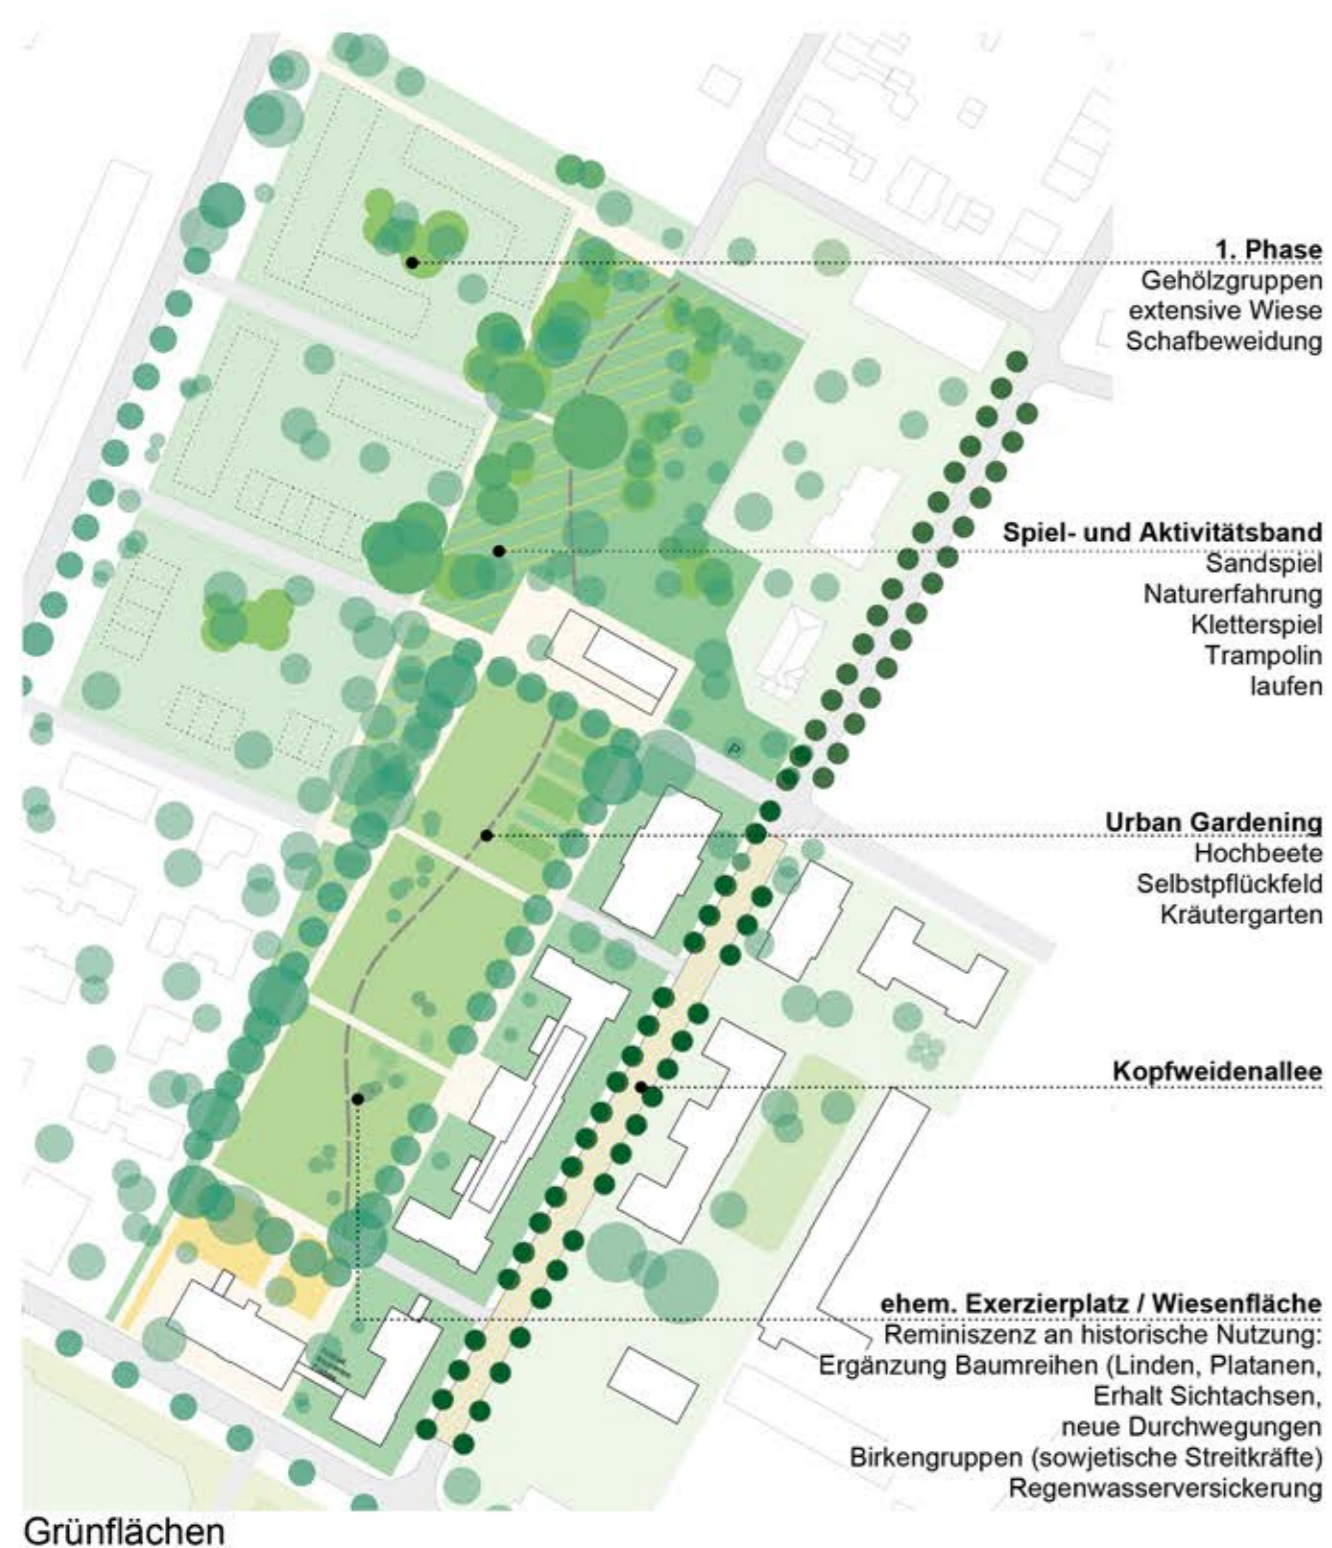 1. Phase
Gehölzgruppen
extensive Wiese
Schafbeweidung
Spiel- und Aktivitätsband
Sandspiel
Naturerfahrung
Kletterspiel
Trampolin
laufen
P
Urban Gardening
Hochbeete
Selbstpflückfeld
Kräutergarten
Kopfweidenallee
ehem. Exerzierplatz / Wiesenfläche
Reminiszenz an historische Nutzung:
Ergänzung Baumreihen (Linden, Platanen,
Erhalt Sichtachsen,
neue Durchwegungen
Birkengruppen (sowjetische Streitkräfte)
Regenwasserversickerung
Grünflächen